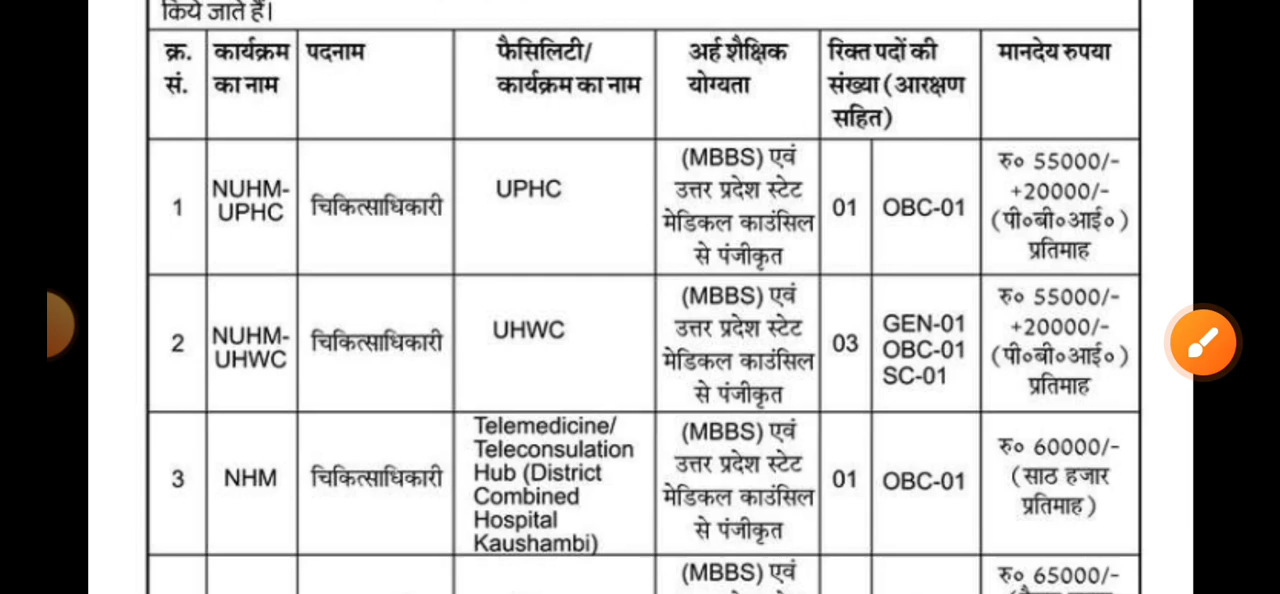 किये जाते हैं।
क्र. सं.
कार्यक्रम का नाम
पदनाम
फैसिलिटी/ कार्यक्रम का नाम
अर्ह शैक्षिक योग्यता
रिक्त पदों की संख्या (आरक्षण सहित)
मानदेय रुपया
1
NUHM-
UPHC
चिकित्साधिकारी
UPHC
(MBBS) एवं
उत्तर प्रदेश स्टेट
मेडिकल काउंसिल
से पंजीकृत
01
OBC-01
रु० 55000/-
+20000/-
(पी०बी०आई०)
प्रतिमाह
2
NUHM-
UHWC
चिकित्साधिकारी
UHWC
(MBBS) एवं
उत्तर प्रदेश स्टेट
मेडिकल काउंसिल
से पंजीकृत
03
GEN-01
OBC-01
SC-01
रु० 55000/-
+20000/-
(पी०बी०आई०)
प्रतिमाह
3
NHM
चिकित्साधिकारी
Telemedicine/
Teleconsulation
Hub (District
Combined
Hospital
Kaushambi)
(MBBS) एवं
उत्तर प्रदेश स्टेट
मेडिकल काउंसिल
से पंजीकृत
01
OBC-01
रु० 60000/-
(साठ हजार
प्रतिमाह)
(MBBS) एवं
रु० 65000/-